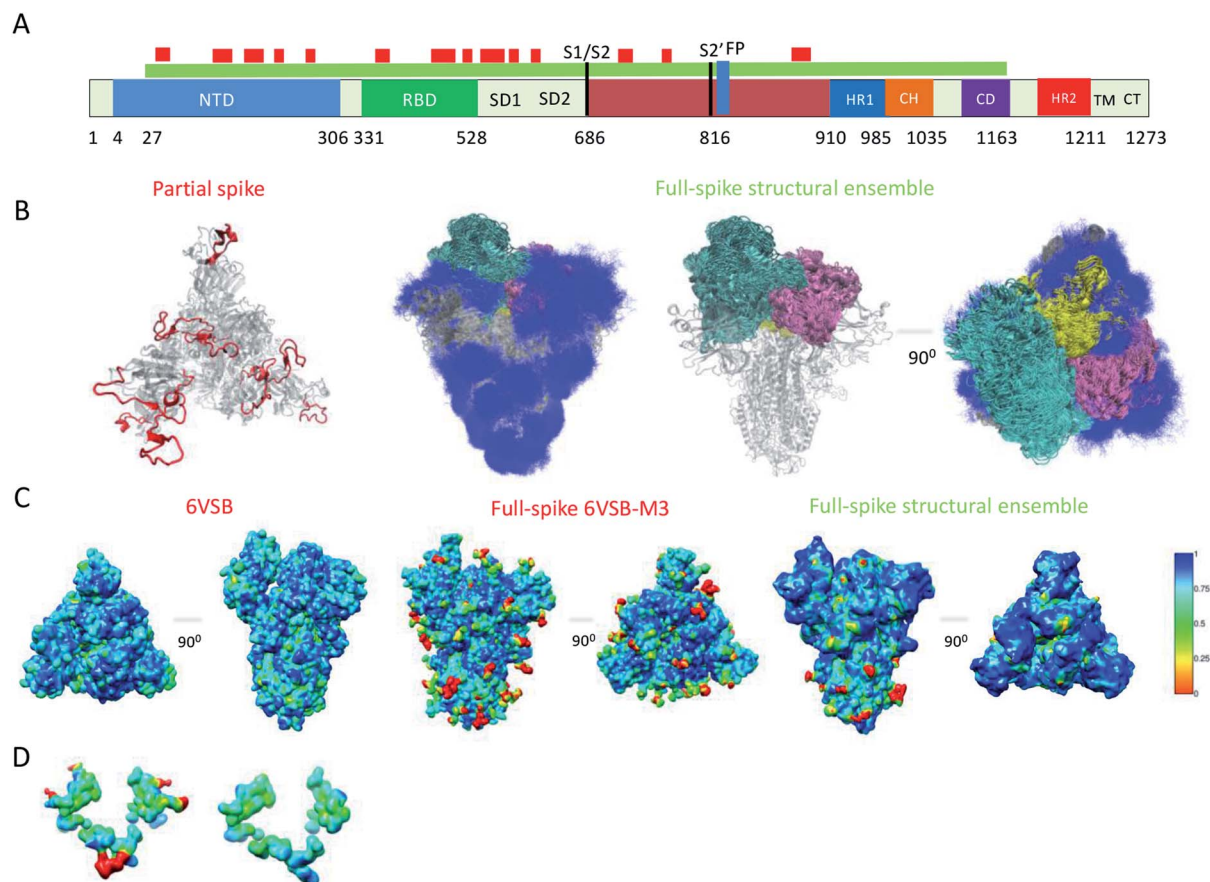 A
S1/S2
S2'FP
NTD
RBD
SD1
SD2
HR1
CH
CD
HR2
TM
CT
1
4
27
306
331
528
686
816
910
985
1035
1163
1211
1273
Partial spike
Full-spike structural ensemble
B
90⁰
C
6VSB
Full-spike 6VSB-M3
Full-spike structural ensemble
90⁰
90⁰
90⁰
1
0.75
0.5
0.25
0
D